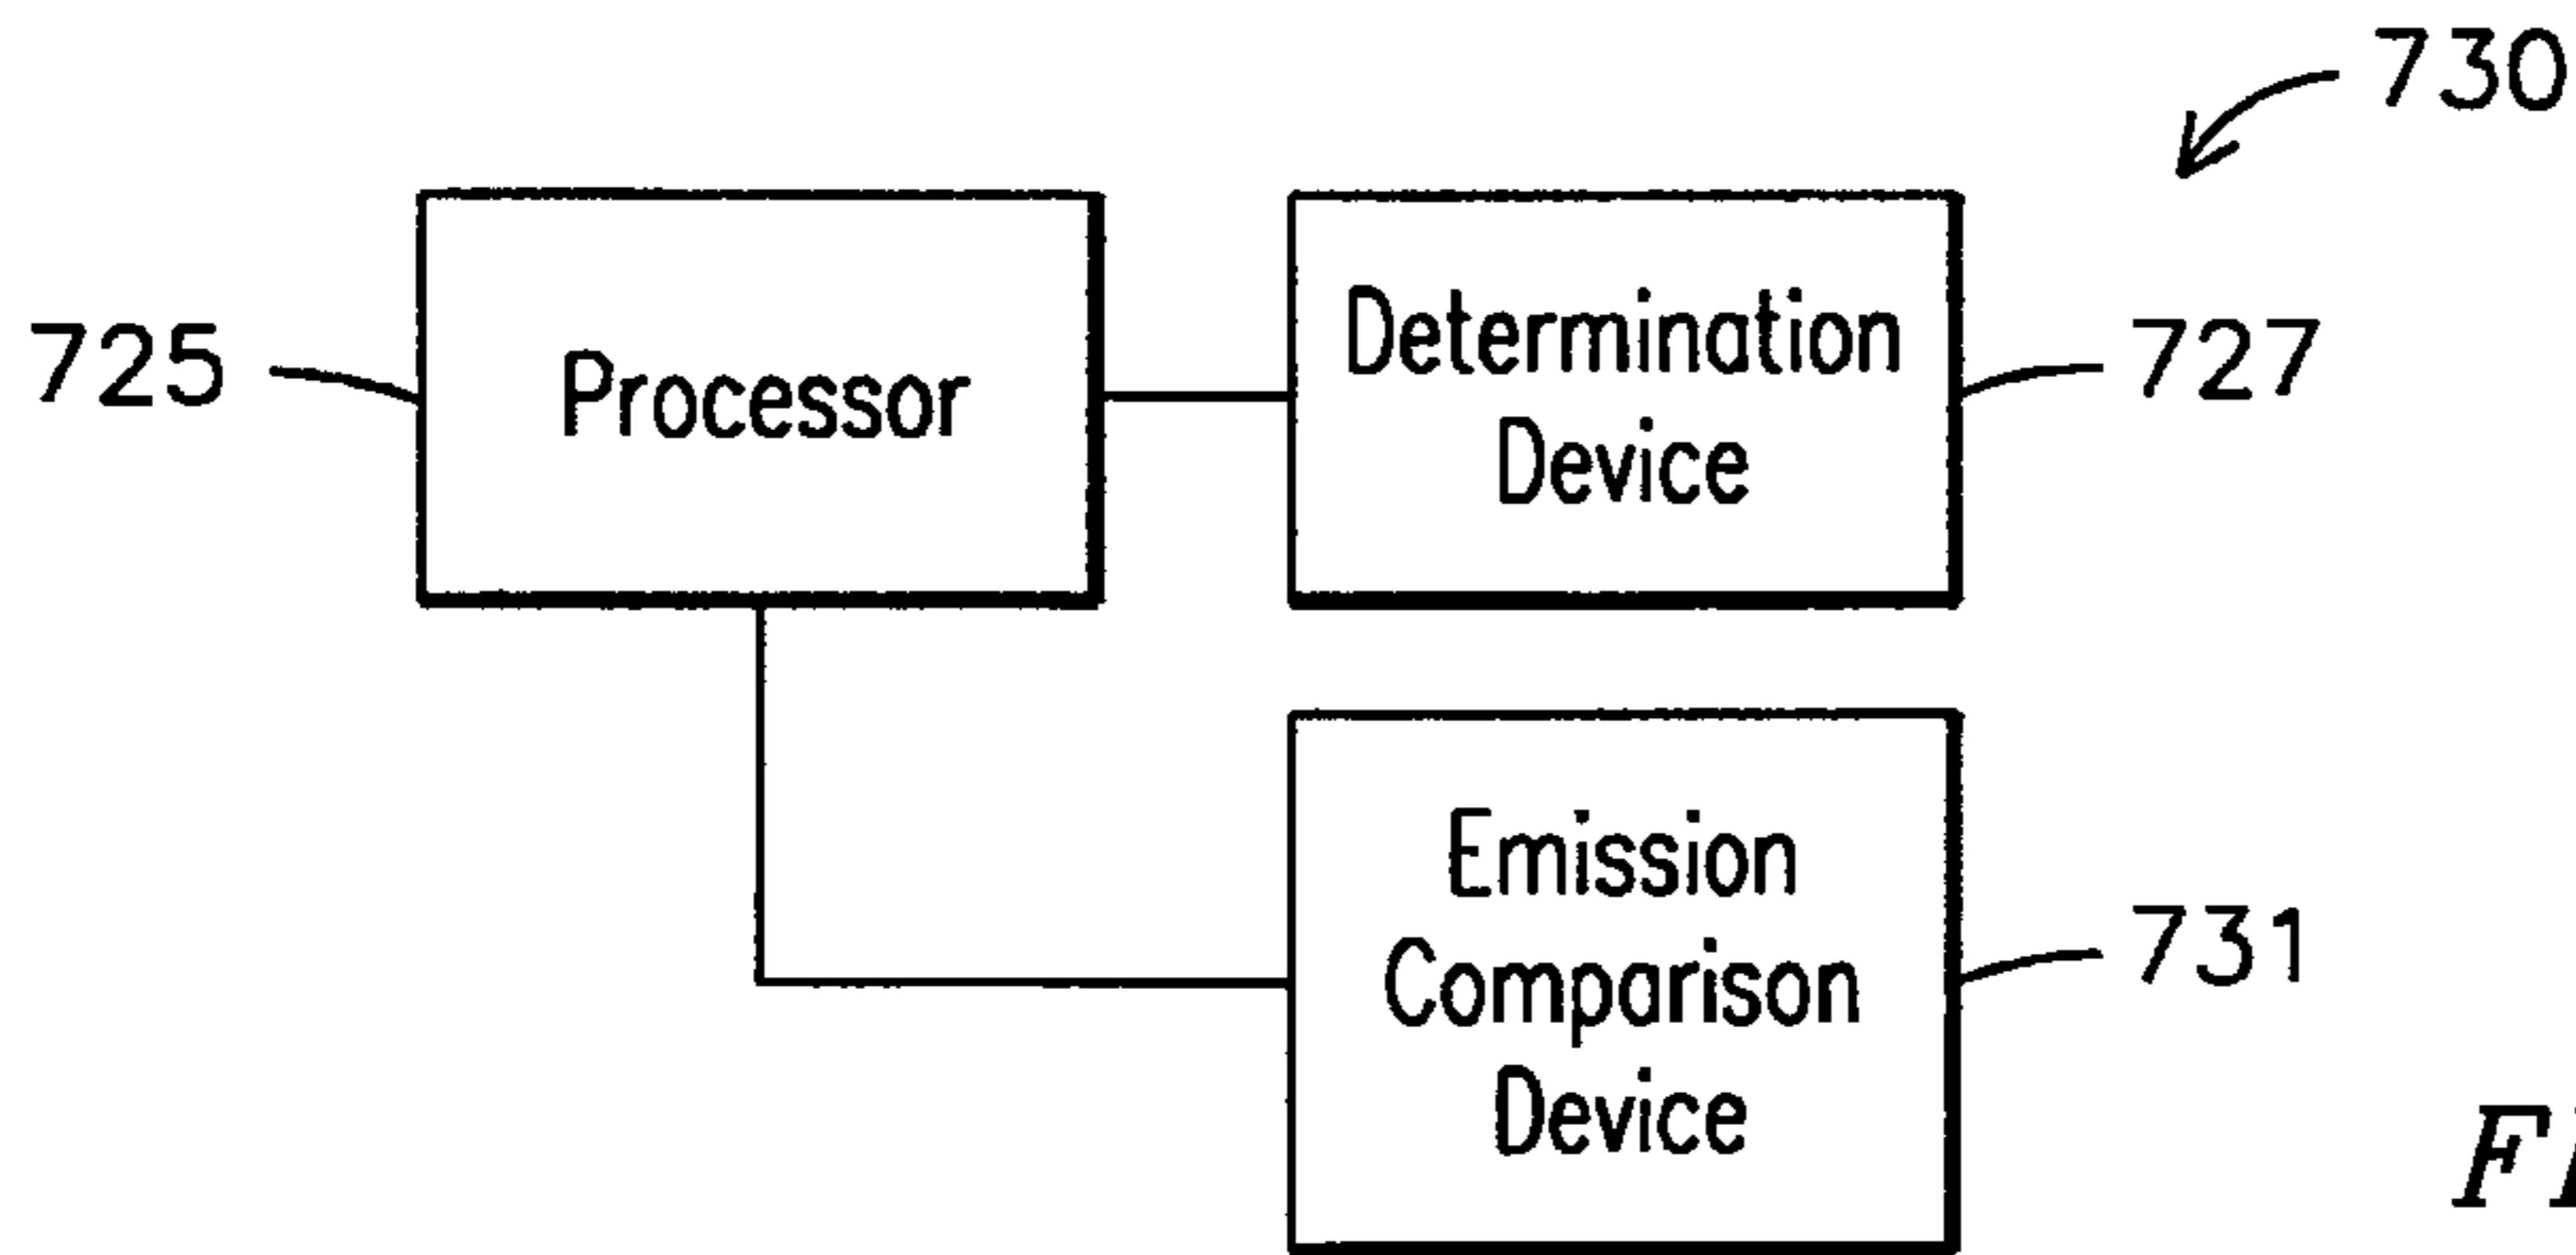 730
725
Processor
Determination
Device
727
Emission
Comparison
Device
731